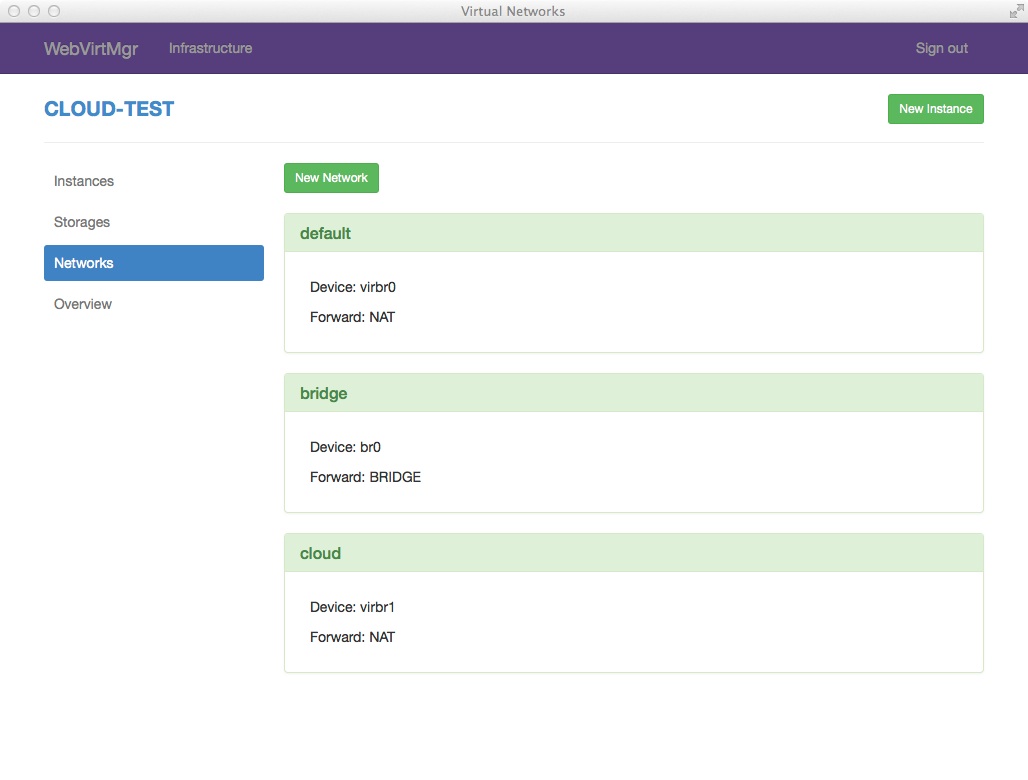 Virtual Networks
WebVirtMgr Infrastructure Sign out
CLOUD-TEST New Instance
Instances
Storages
Networks
Overview
New Network
default
Device: virbr0
Forward: NAT
bridge
Device: br0
Forward: BRIDGE
cloud
Device: virbr1
Forward: NAT